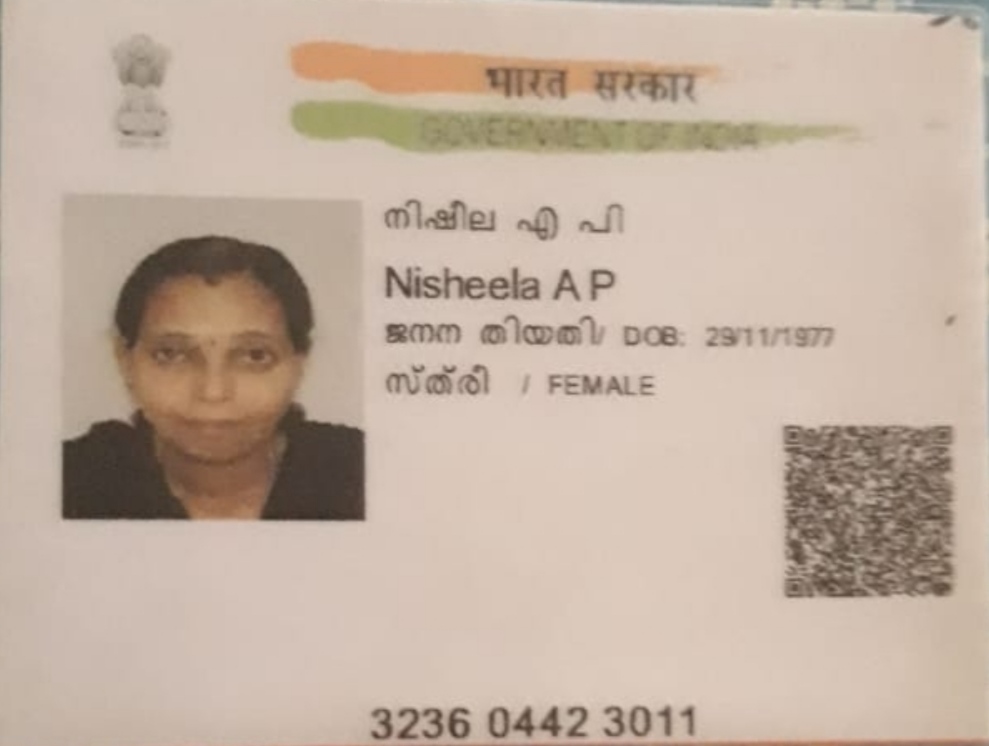 भारत सरकार
GOVERNMENT OF INDIA
നിഷീല എ പി
Nisheela A P
ജനന തിയതി/ DOB: 29/11/1977
സ്ത്രീ / FEMALE
3236 0442 3011